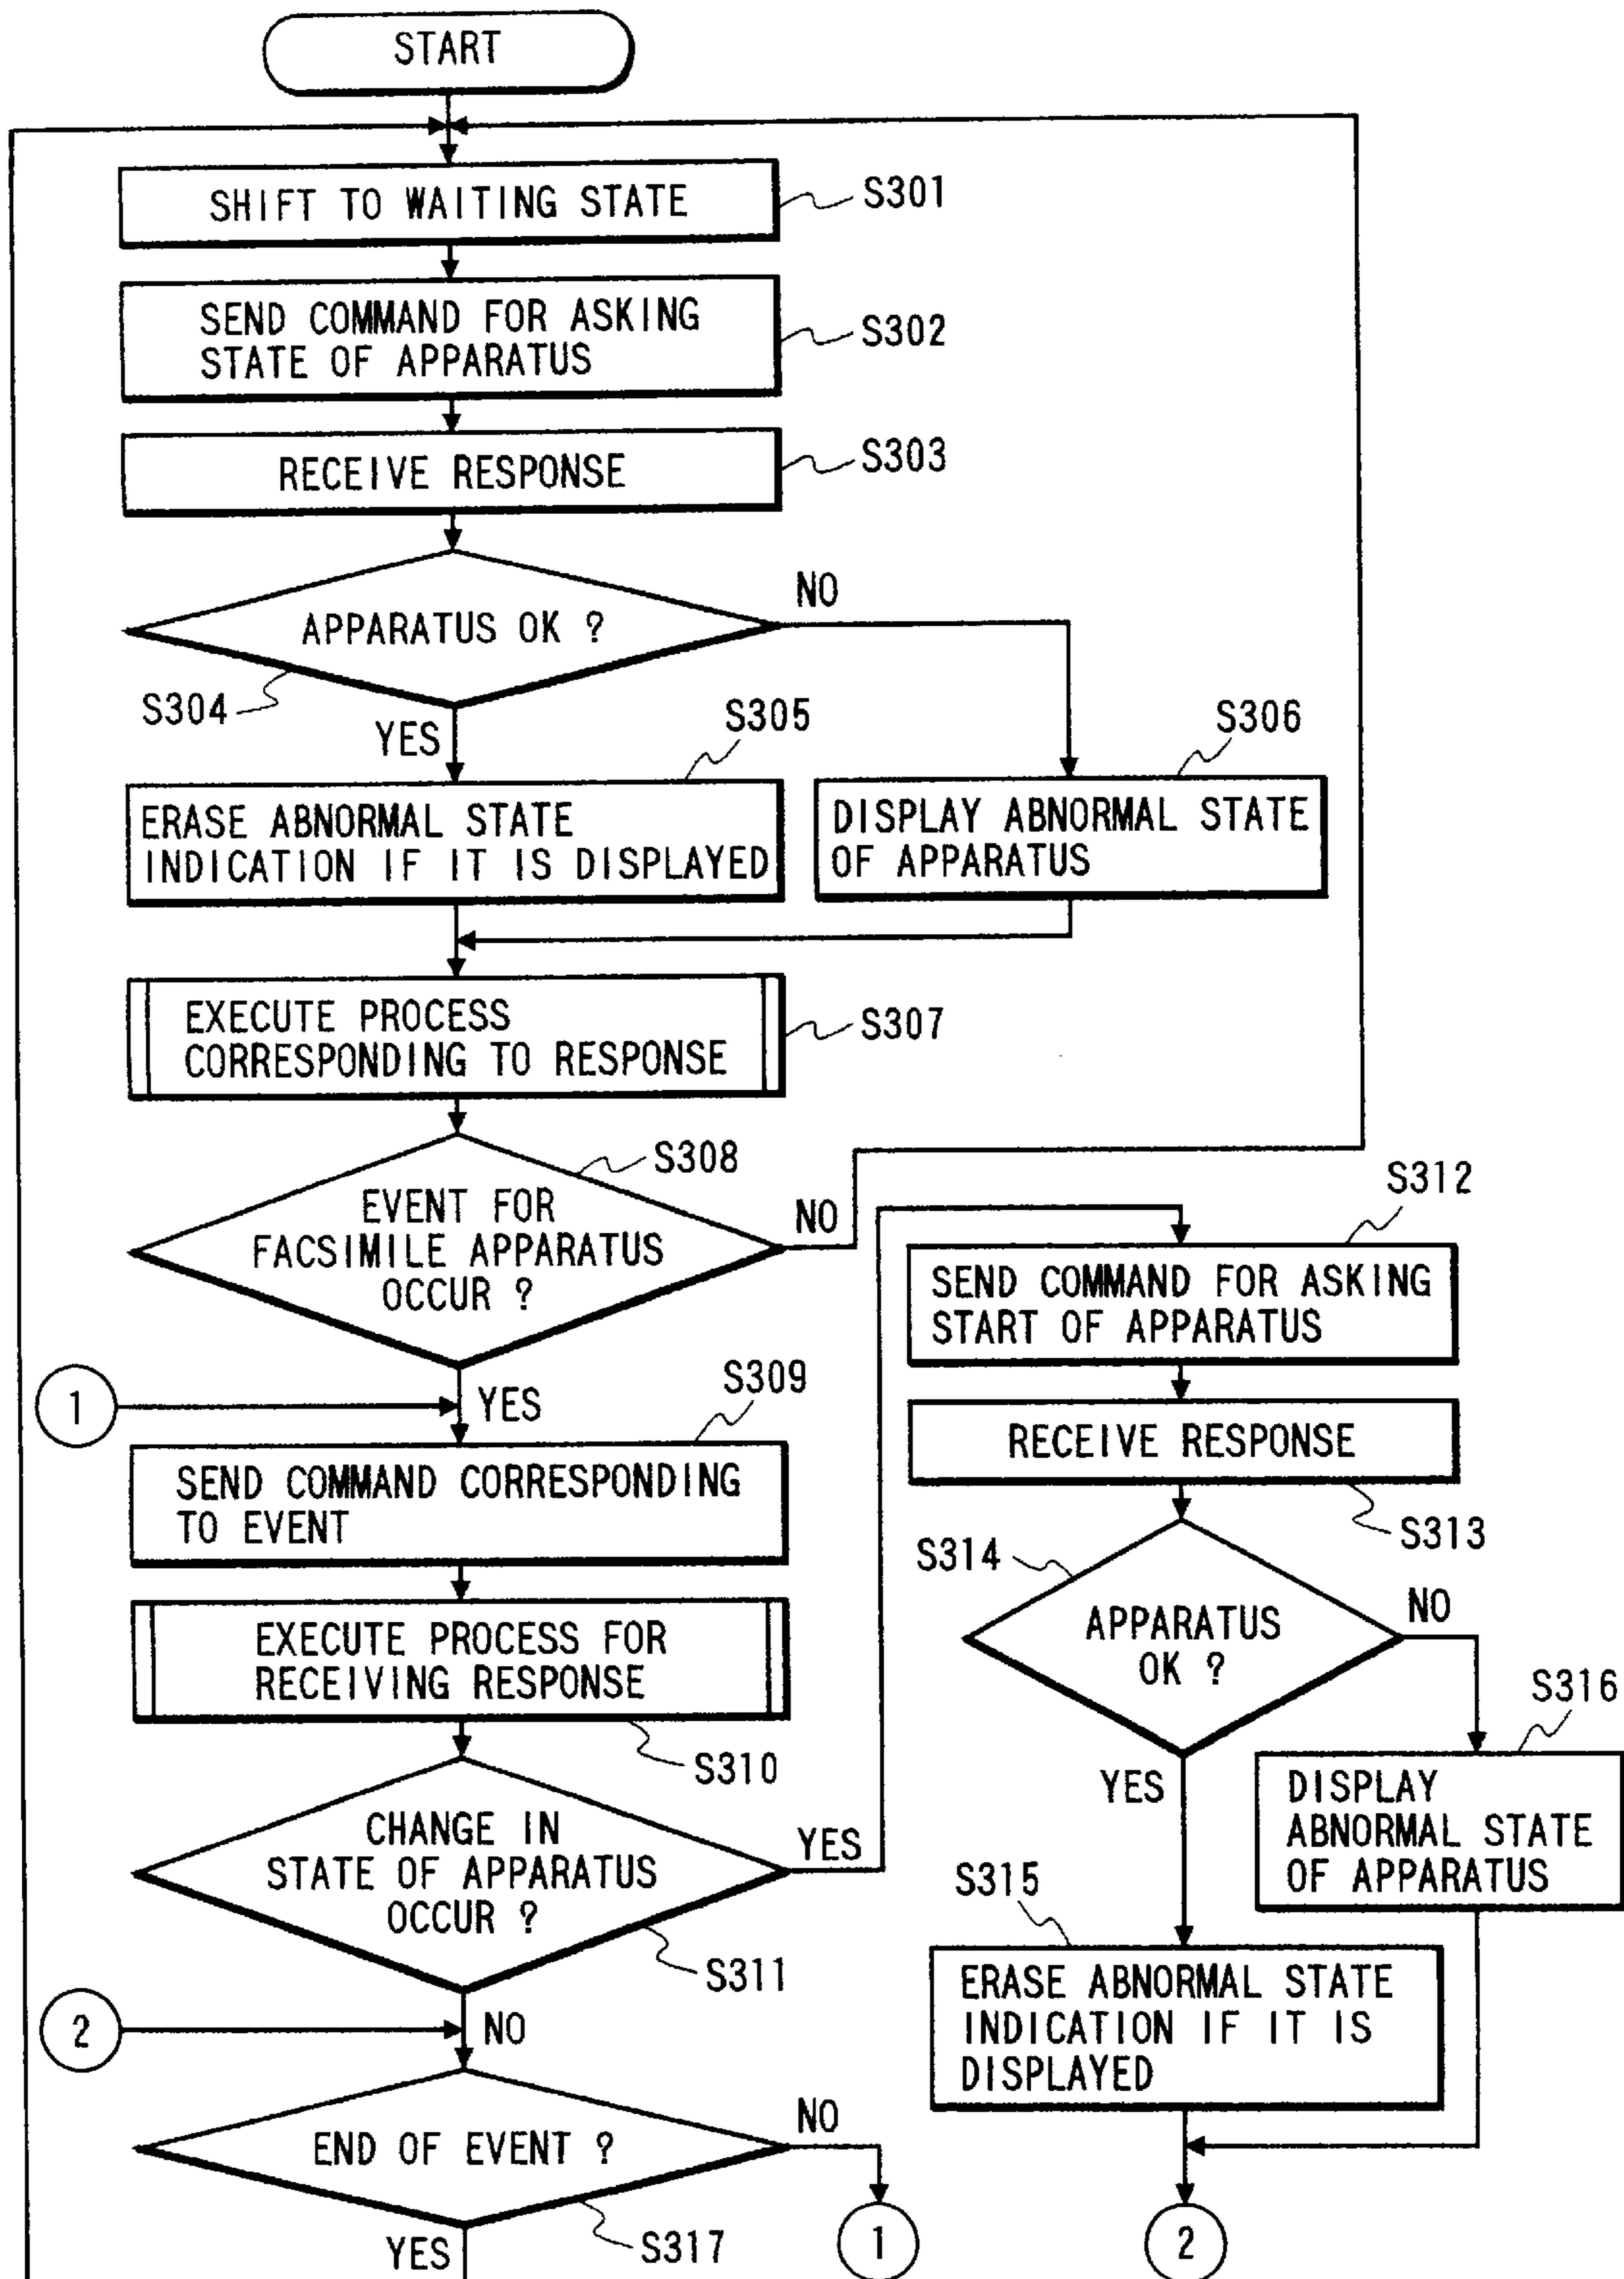 START
SHIFT TO WAITING STATE
S301
SEND COMMAND FOR ASKING
STATE OF APPARATUS
S302
RECEIVE RESPONSE
S303
APPARATUS OK ?
NO
S304
YES
S305
ERASE ABNORMAL STATE
INDICATION IF IT IS DISPLAYED
S306
DISPLAY ABNORMAL STATE
OF APPARATUS
EXECUTE PROCESS
CORRESPONDING TO RESPONSE
S307
S308
EVENT FOR
FACSIMILE APPARATUS
OCCUR ?
NO
1
YES
S309
SEND COMMAND CORRESPONDING
TO EVENT
EXECUTE PROCESS FOR
RECEIVING RESPONSE
S310
CHANGE IN
STATE OF APPARATUS
OCCUR ?
YES
S311
2
NO
END OF EVENT ?
NO
1
S317
YES
S312
SEND COMMAND FOR ASKING
START OF APPARATUS
RECEIVE RESPONSE
S313
S314
APPARATUS
OK ?
NO
YES
S316
DISPLAY
ABNORMAL STATE
OF APPARATUS
S315
ERASE ABNORMAL STATE
INDICATION IF IT IS
DISPLAYED
2